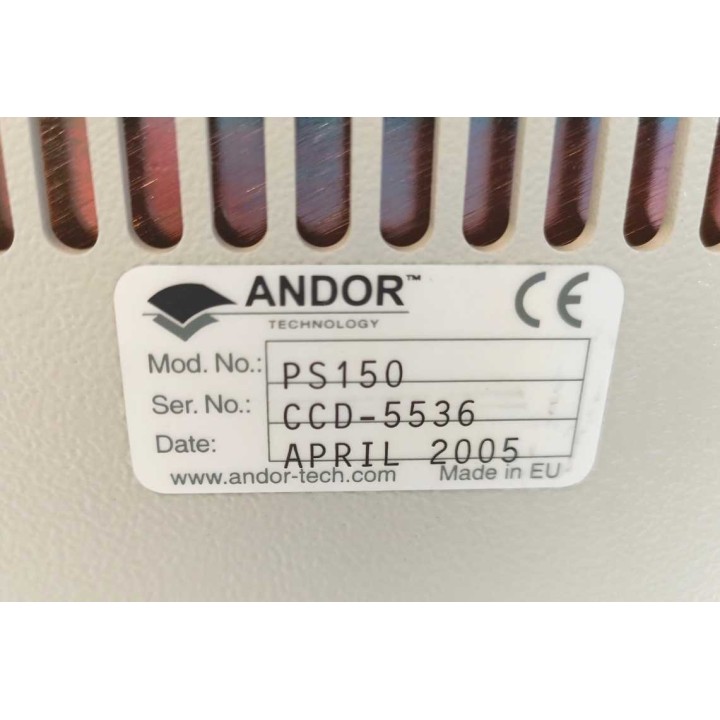 ANDOR™
TECHNOLOGY
CE
Mod. No.: PS150
Ser. No.: CCD-5536
Date: APRIL 2005
www.andor-tech.com Made in EU